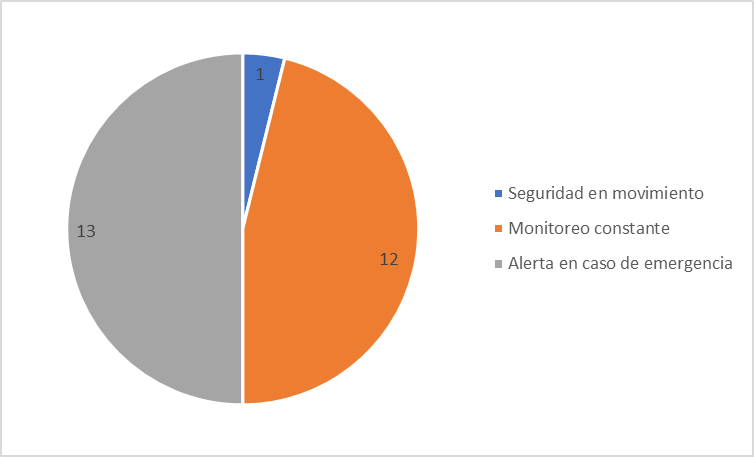 1
12
13
Seguridad en movimiento
Monitoreo constante
Alerta en caso de emergencia